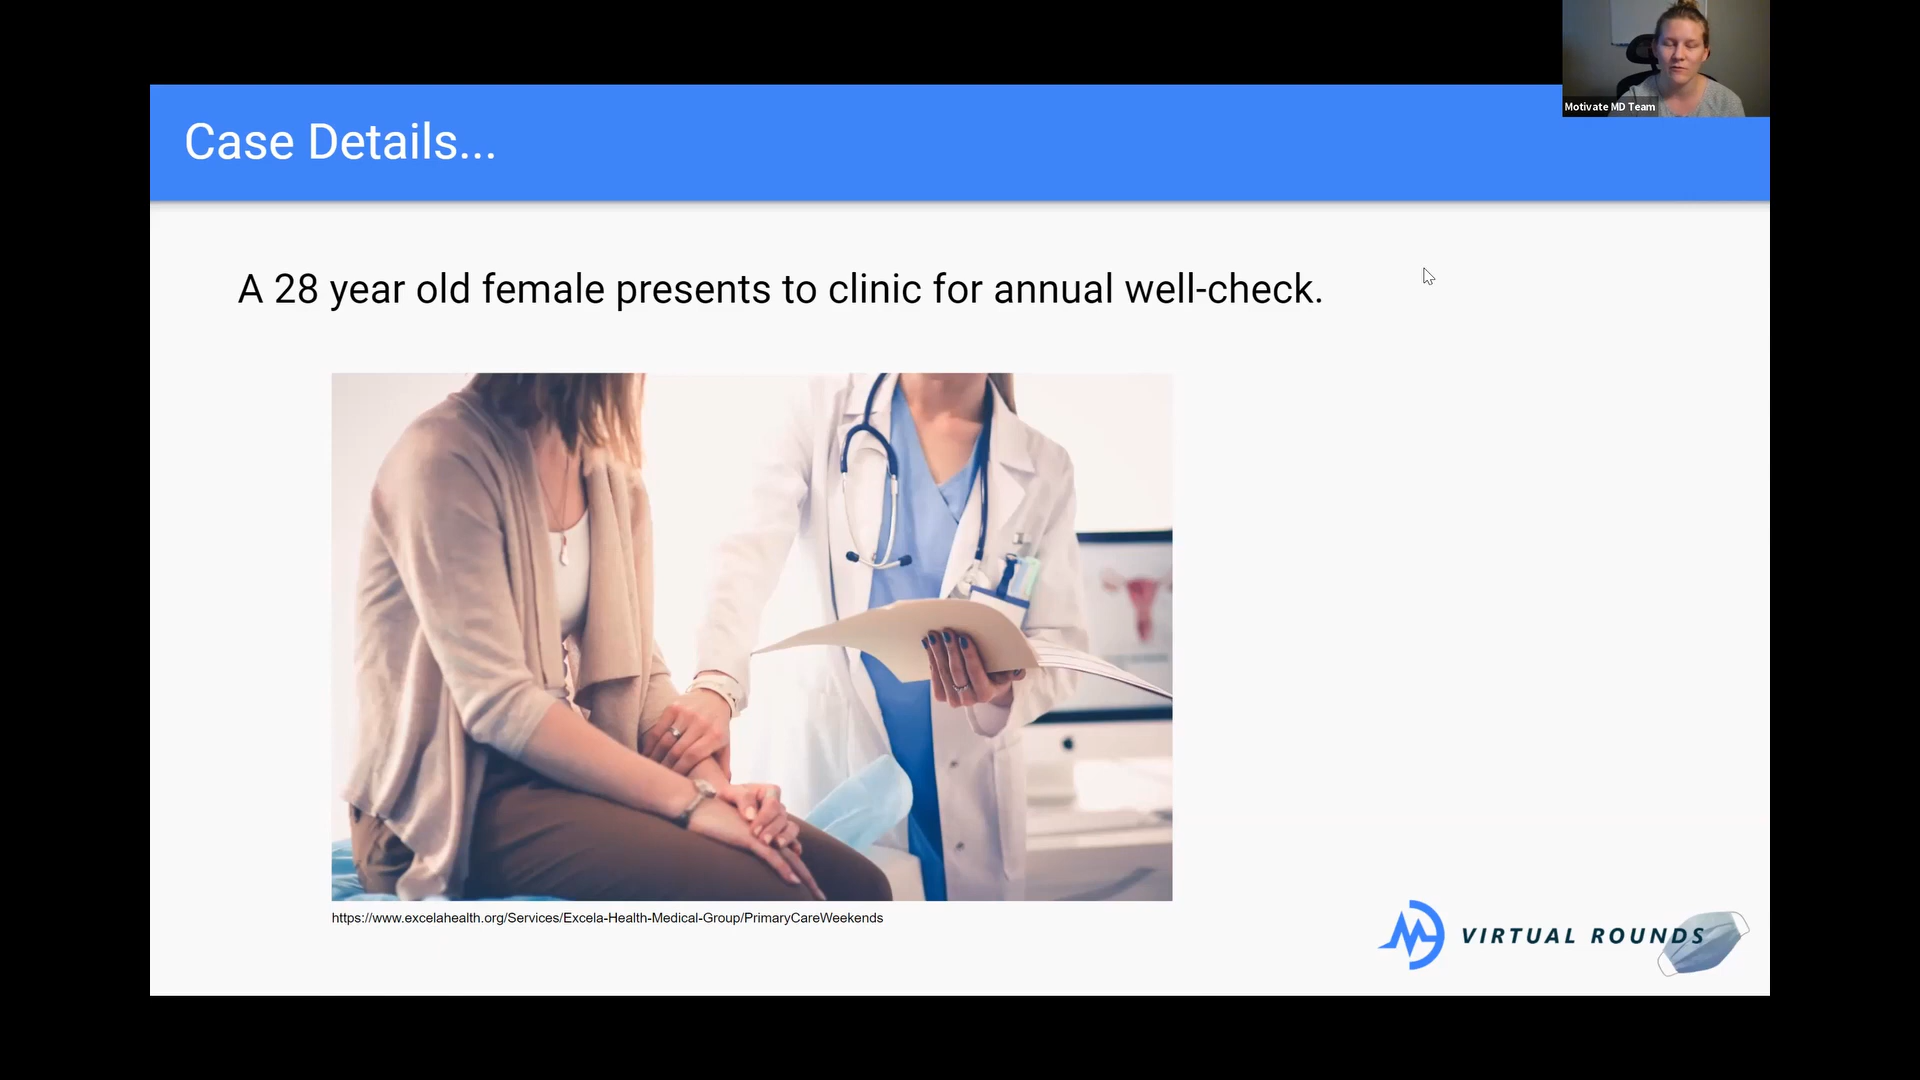 Motivate MD Team
Case Details...
A 28 year old female presents to clinic for annual well-check.
https://www.excelahealth.org/Services/Excela-Health-Medical-Group/PrimaryCareWeekends
VIRTUAL ROUNDS